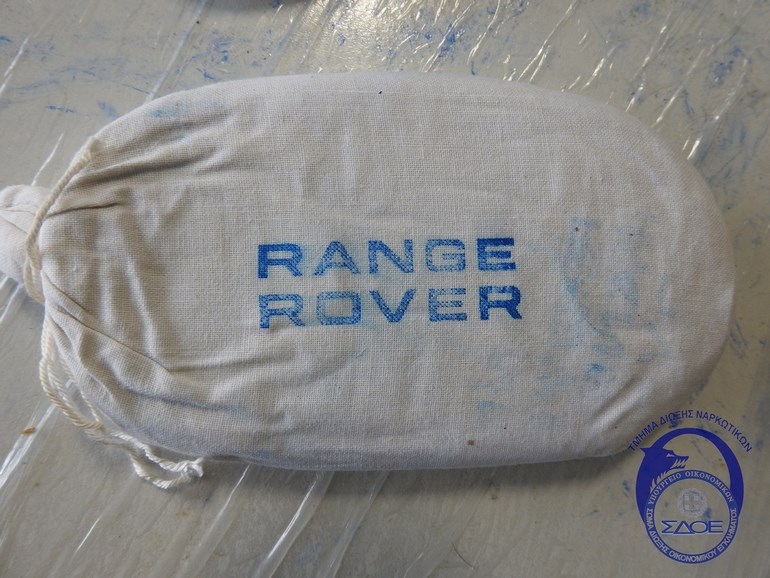 RANGE
ROVER
ΤΜΗΜΑ ΔΙΩΞΗΣ ΝΑΡΚΩΤΙΚΩΝ
ΥΠΟΥΡΓΕΙΟ ΟΙΚΟΝΟΜΙΚΩΝ
ΣΔΟΕ
ΣΩΜΑ ΔΙΩΞΗΣ ΟΙΚΟΝΟΜΙΚΟΥ ΕΓΚΛΗΜΑΤΟΣ